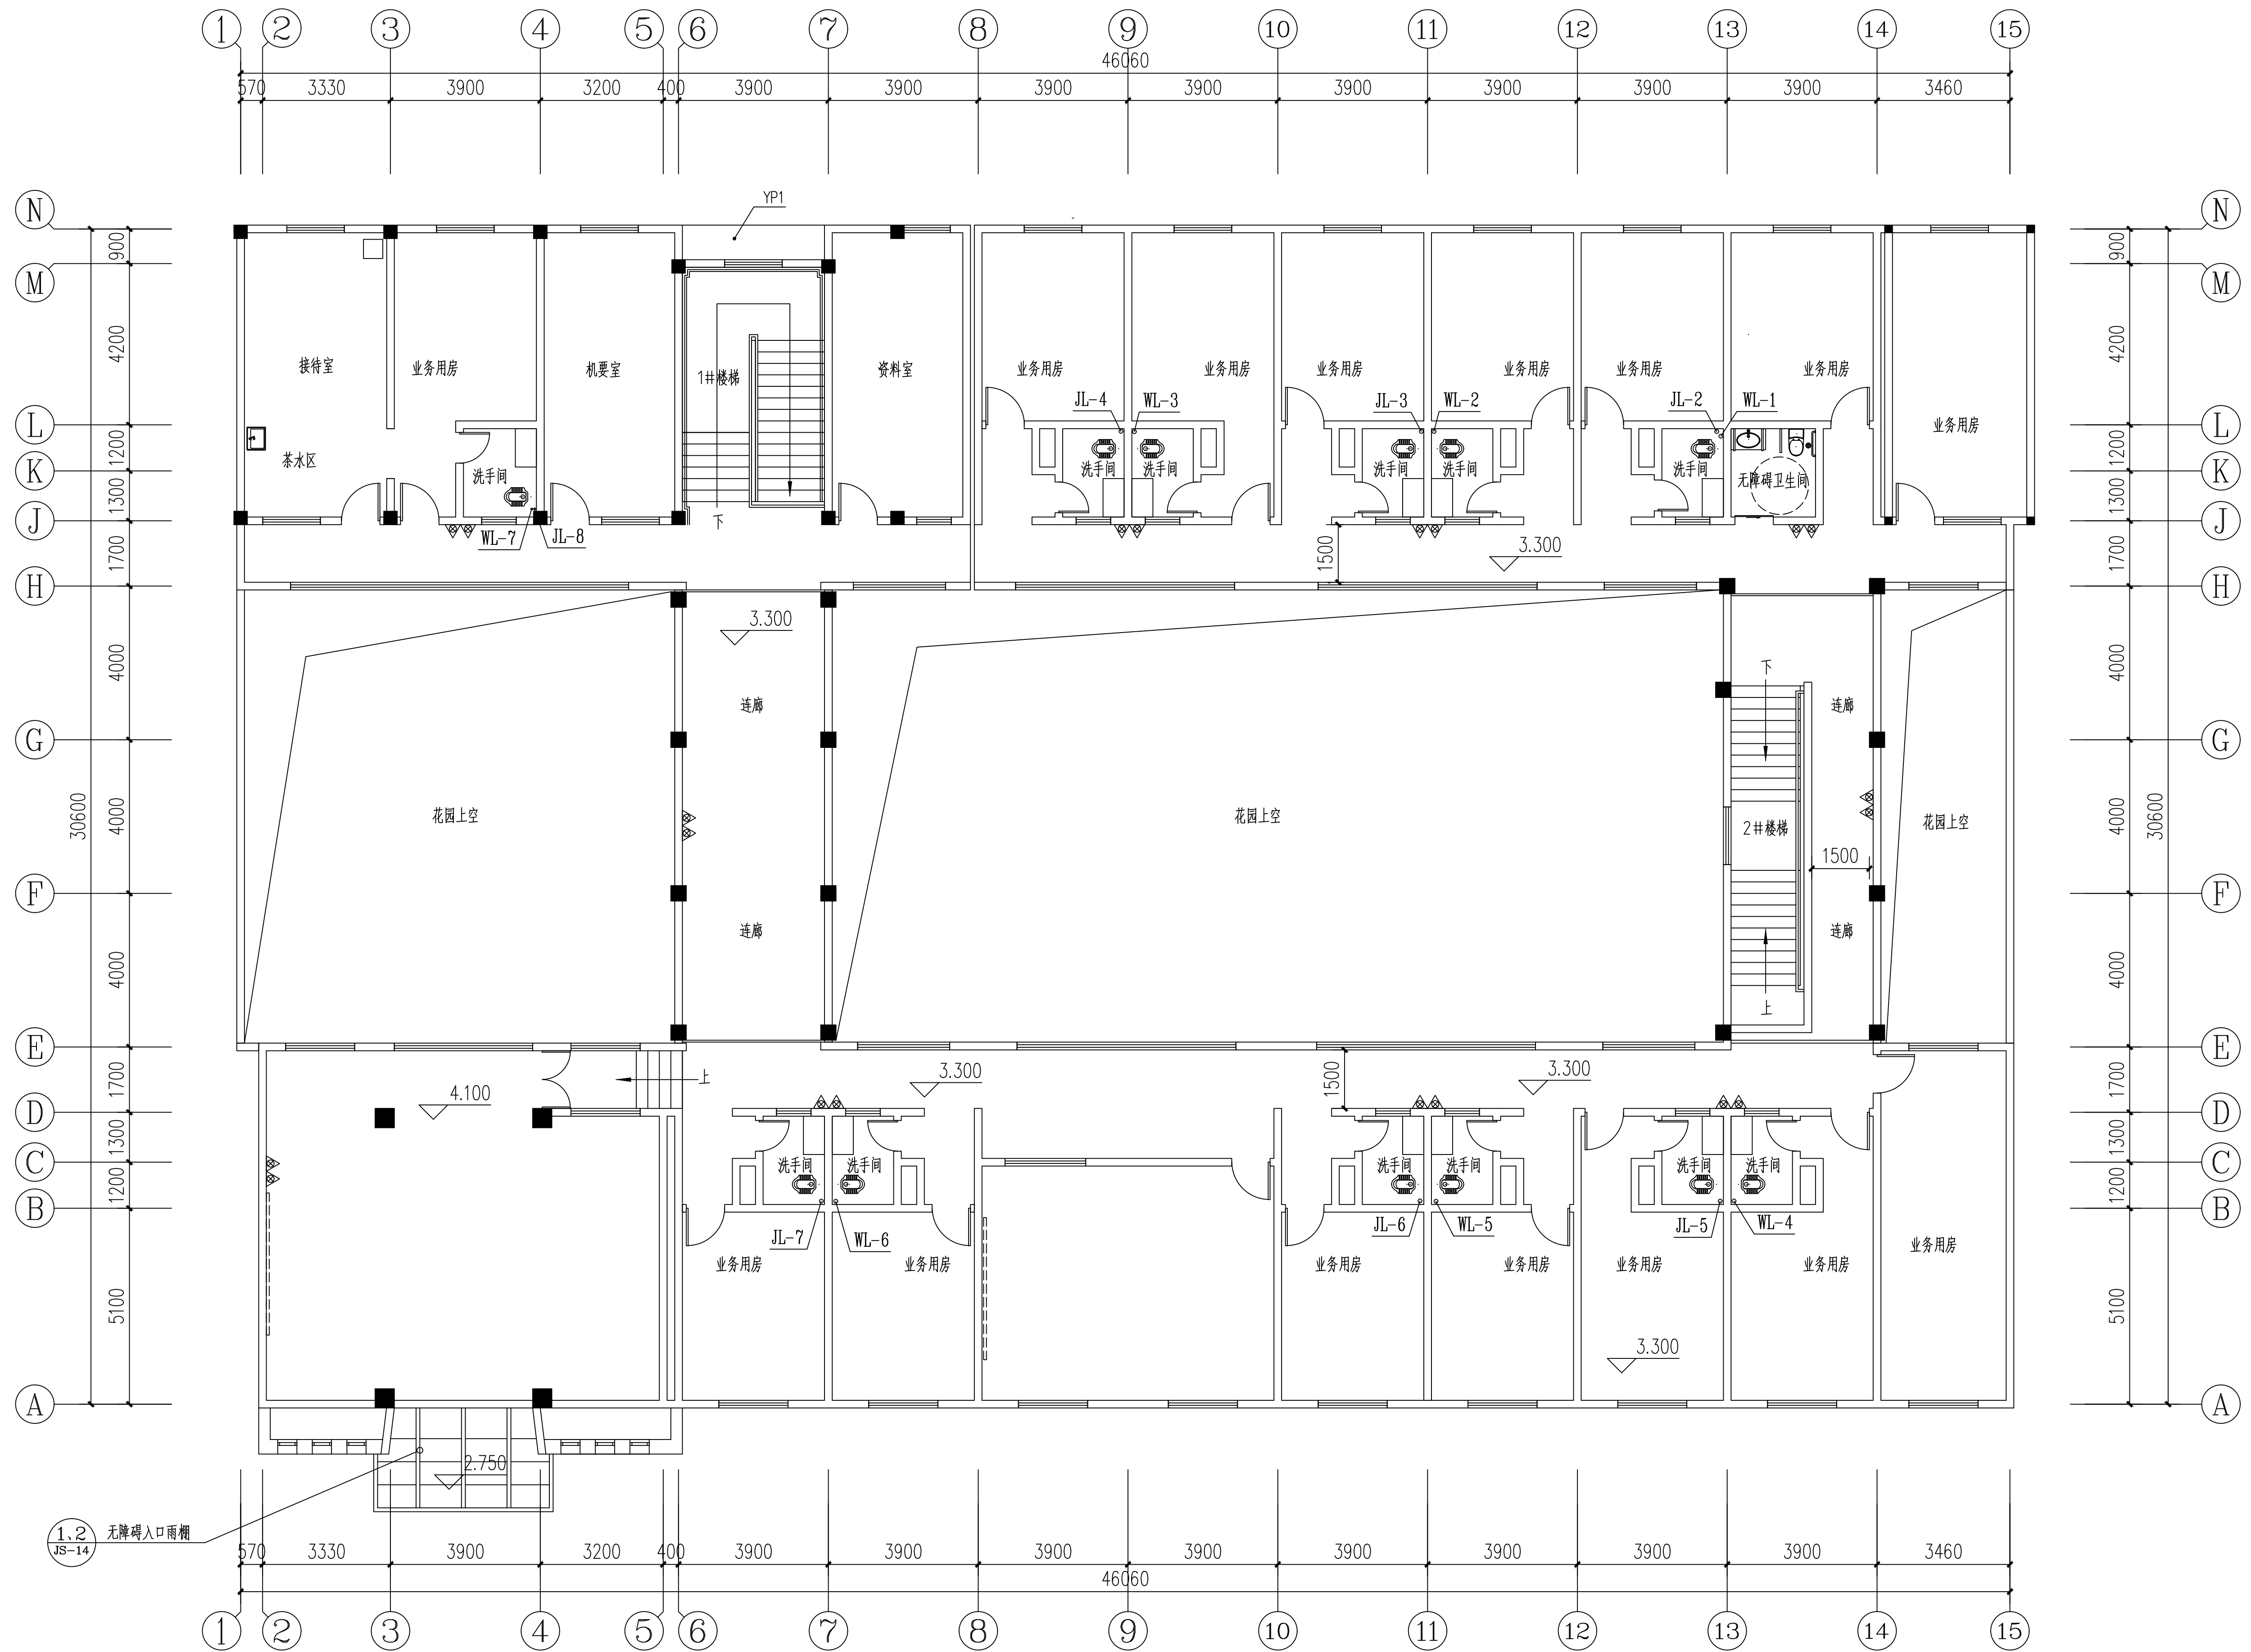 1 2 3 4 5 6 7 8 9 10 11 12 13 14 15
46060
570 3330 3900 3200 400 3900 3900 3900 3900 3900 3900 3900 3900 3460
YP1
N N
900 900
M M
4200 4200
接待室 业务用房 机要室 1#楼梯 资料室 业务用房 业务用房 业务用房 业务用房 业务用房 业务用房
JL-4 WL-3 JL-3 WL-2 JL-2 WL-1
业务用房
L L
1200 1200
茶水区 洗手间 洗手间 洗手间 洗手间 洗手间 洗手间 无障碍卫生间
K K
1300 1300
J J
下
WL-7 JL-8
1700 1500 3.300 1700
H H
3.300
4000 下 4000
连廊 连廊
G G
30600 4000 花园上空 花园上空 2#楼梯 花园上空 4000 30600
1500
F F
连廊 连廊
4000 4000
上
E E
1700 4.100 上 3.300 1500 3.300 1700
D D
1300 1300
C C
洗手间 洗手间 洗手间 洗手间 洗手间 洗手间
1200 1200
B B
JL-7 WL-6 JL-6 WL-5 JL-5 WL-4
业务用房 业务用房 业务用房 业务用房 业务用房 业务用房 业务用房
5100 5100
3.300
A A
2.750
1、2 无障碍入口雨棚
JS-14
570 3330 3900 3200 400 3900 3900 3900 3900 3900 3900 3900 3900 3460
46060
1 2 3 4 5 6 7 8 9 10 11 12 13 14 15